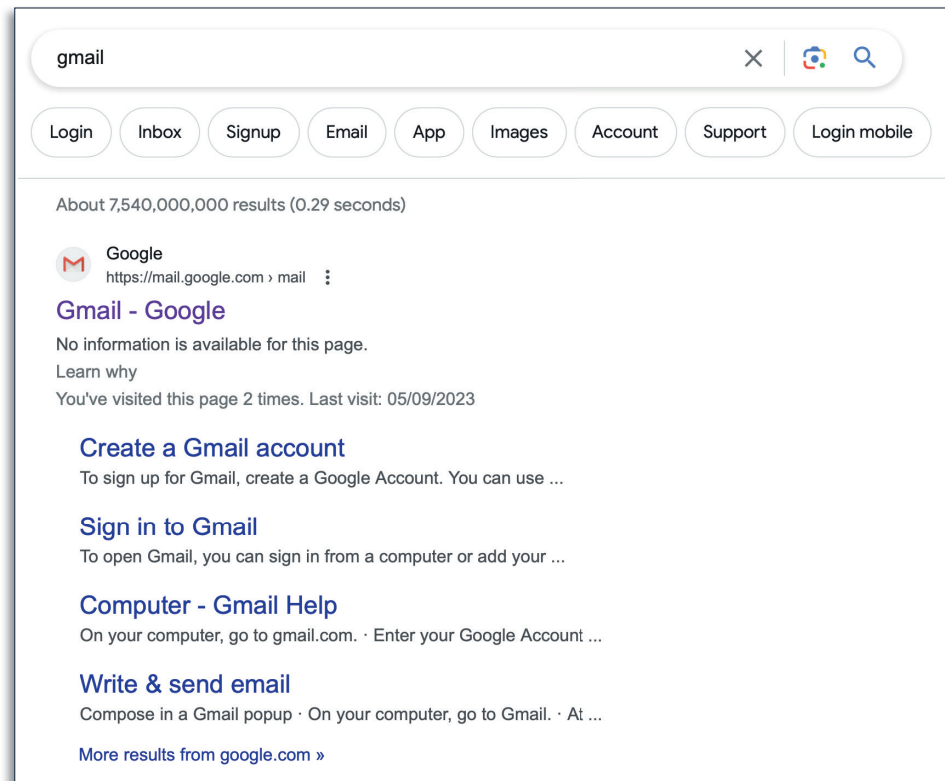 gmail
Login Inbox Signup Email App Images Account Support Login mobile
About 7,540,000,000 results (0.29 seconds)
Google
https://mail.google.com › mail
Gmail - Google
No information is available for this page.
Learn why
You've visited this page 2 times. Last visit: 05/09/2023
Create a Gmail account
To sign up for Gmail, create a Google Account. You can use ...
Sign in to Gmail
To open Gmail, you can sign in from a computer or add your ...
Computer - Gmail Help
On your computer, go to gmail.com. · Enter your Google Account ...
Write & send email
Compose in a Gmail popup · On your computer, go to Gmail. · At ...
More results from google.com »